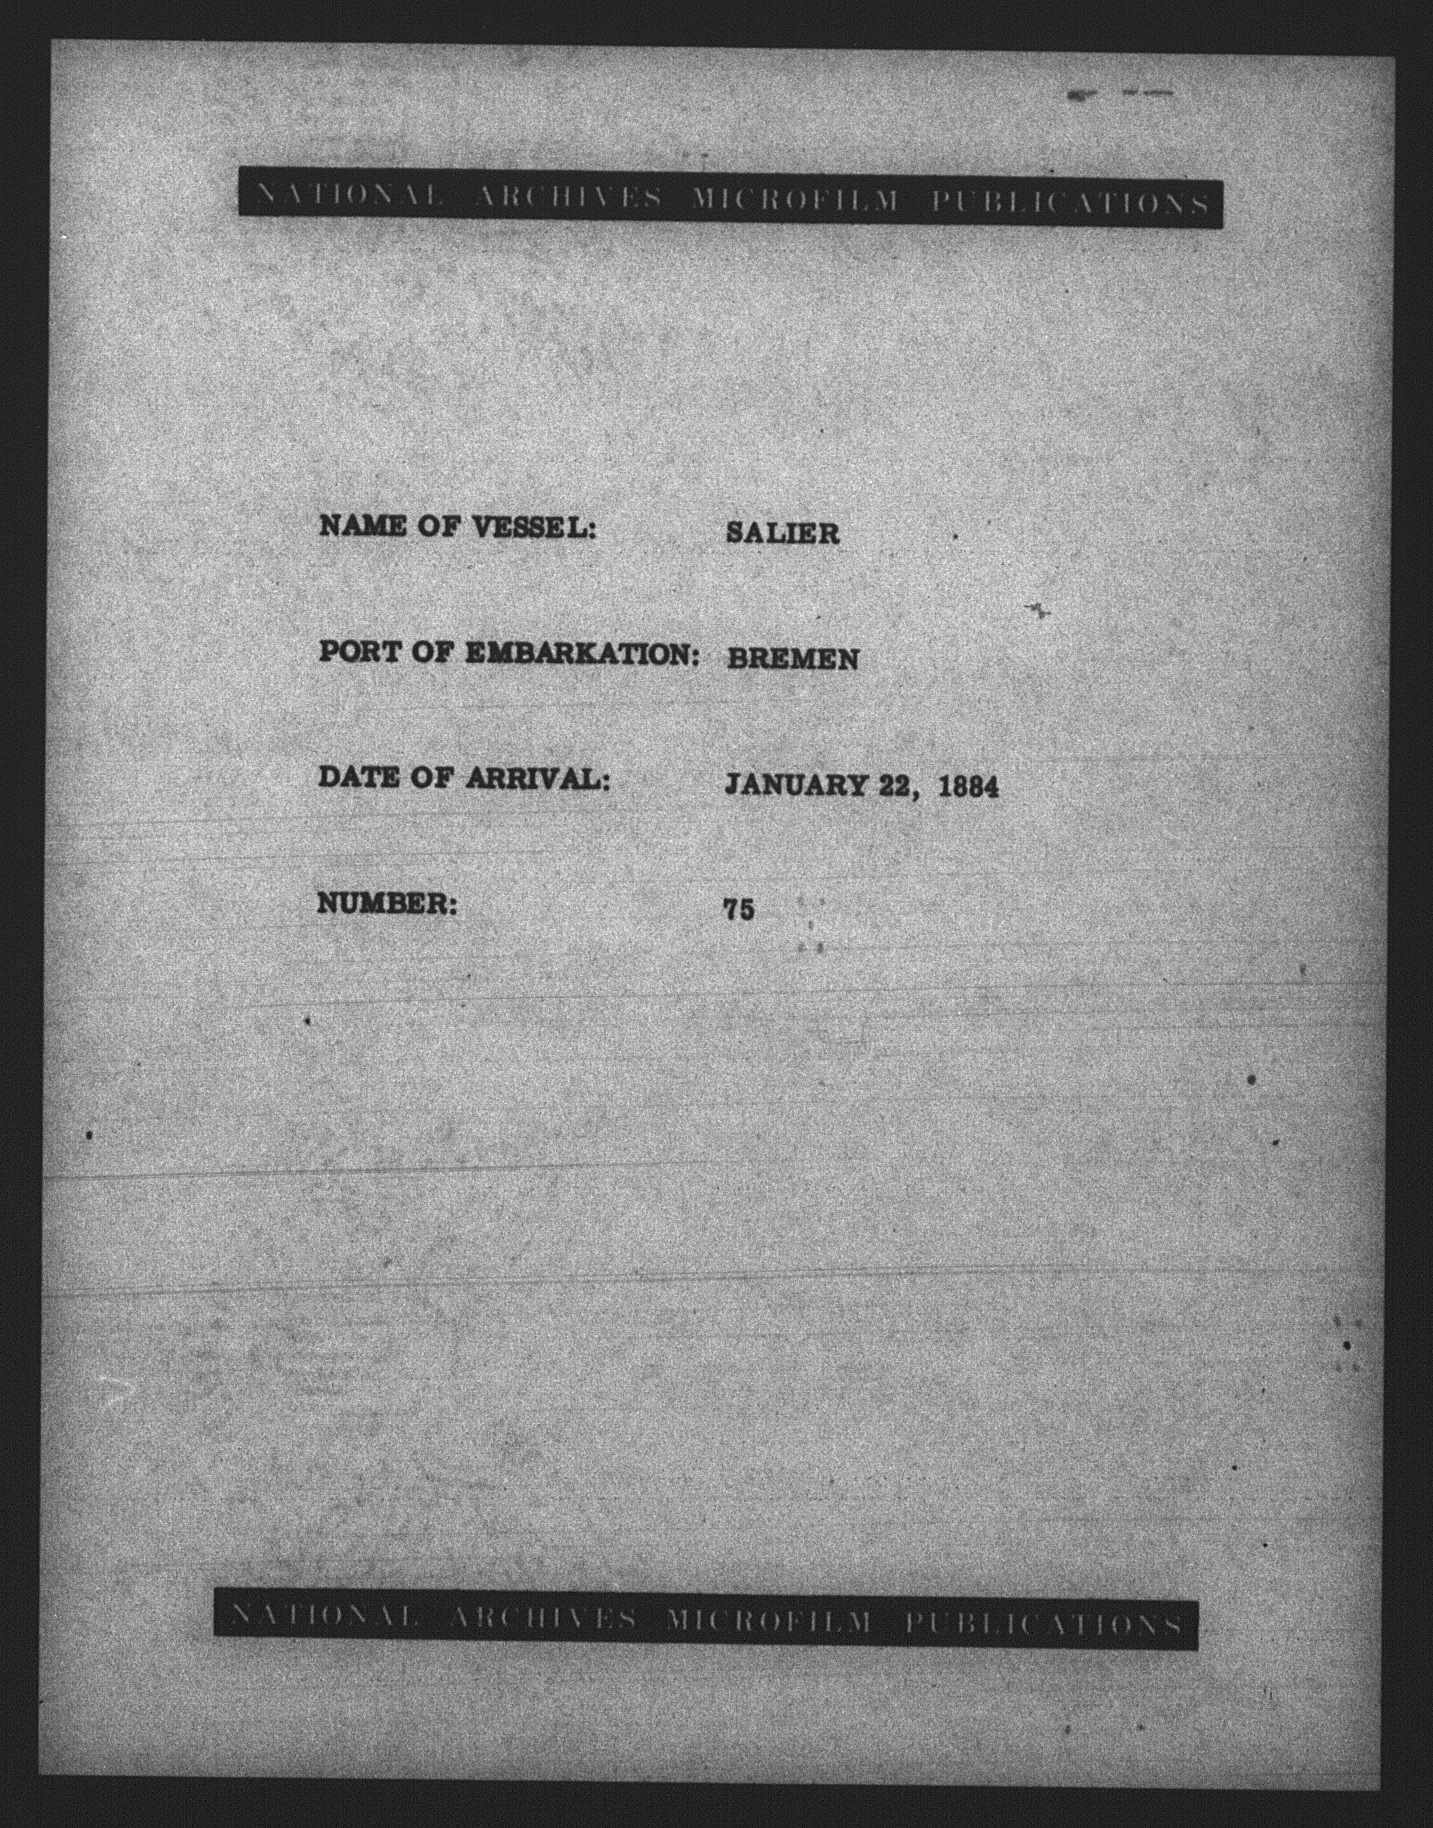 NATIONAL ARCHIVES MICROFILM PUBLICATIONS
NAME OF VESSEL: SALIER
PORT OF EMBARKATION: BREMEN
DATE OF ARRIVAL: JANUARY 22, 1884
NUMBER: 75
NATIONAL ARCHIVES MICROFILM PUBLICATIONS